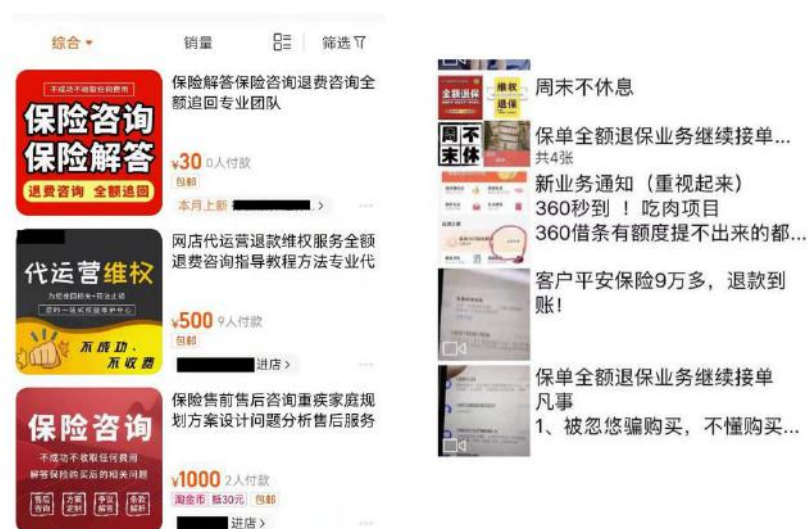 综合
销量
筛选
不成功不收取任何费用
保险咨询
保险解答
退费咨询 全额追回
保险解答保险咨询退费咨询全
额追回专业团队
¥30 0人付款
包邮
本月上新
代运营维权
不成功·
不收费
网店代运营退款维权服务全额
退费咨询指导教程方法专业代
¥500 9人付款
包邮
进店
保险咨询
不成功不收取任何费用
解答保险购买后的相关问题
售后咨询 方案定制 争议解答 条款解析
保险售前售后咨询重疾家庭规
划方案设计问题分析售后服务
¥1000 2人付款
淘金币 抵30元 包邮
进店
全额退保
维权
退保
周末不休息
周不
末休
保单全额退保业务继续接单...
共4张
新业务通知（重视起来）
360秒到 ！吃肉项目
360借条有额度提不出来的都...
客户平安保险9万多，退款到
账！
保单全额退保业务继续接单
凡事
1、被忽悠骗购买，不懂购买...